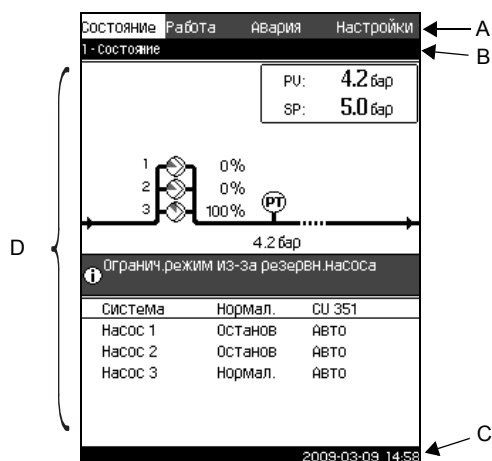 Состояние Работа Авария Настройки
A
1 - Состояние
B
PV: 4.2 бар
SP: 5.0 бар
1 0%
2 0%
3 100%
PT
4.2 бар
D
i Огранич.режим из-за резервн.насоса
Система Нормал. CU 351
Насос 1 Останов Авто
Насос 2 Останов Авто
Насос 3 Нормал. Авто
C
2009-03-09 14:58